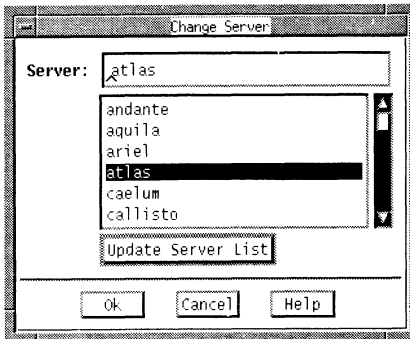 Change Server
Server: atlas
andante
aquila
ariel
atlas
caelum
callisto
Update Server List
Ok Cancel Help